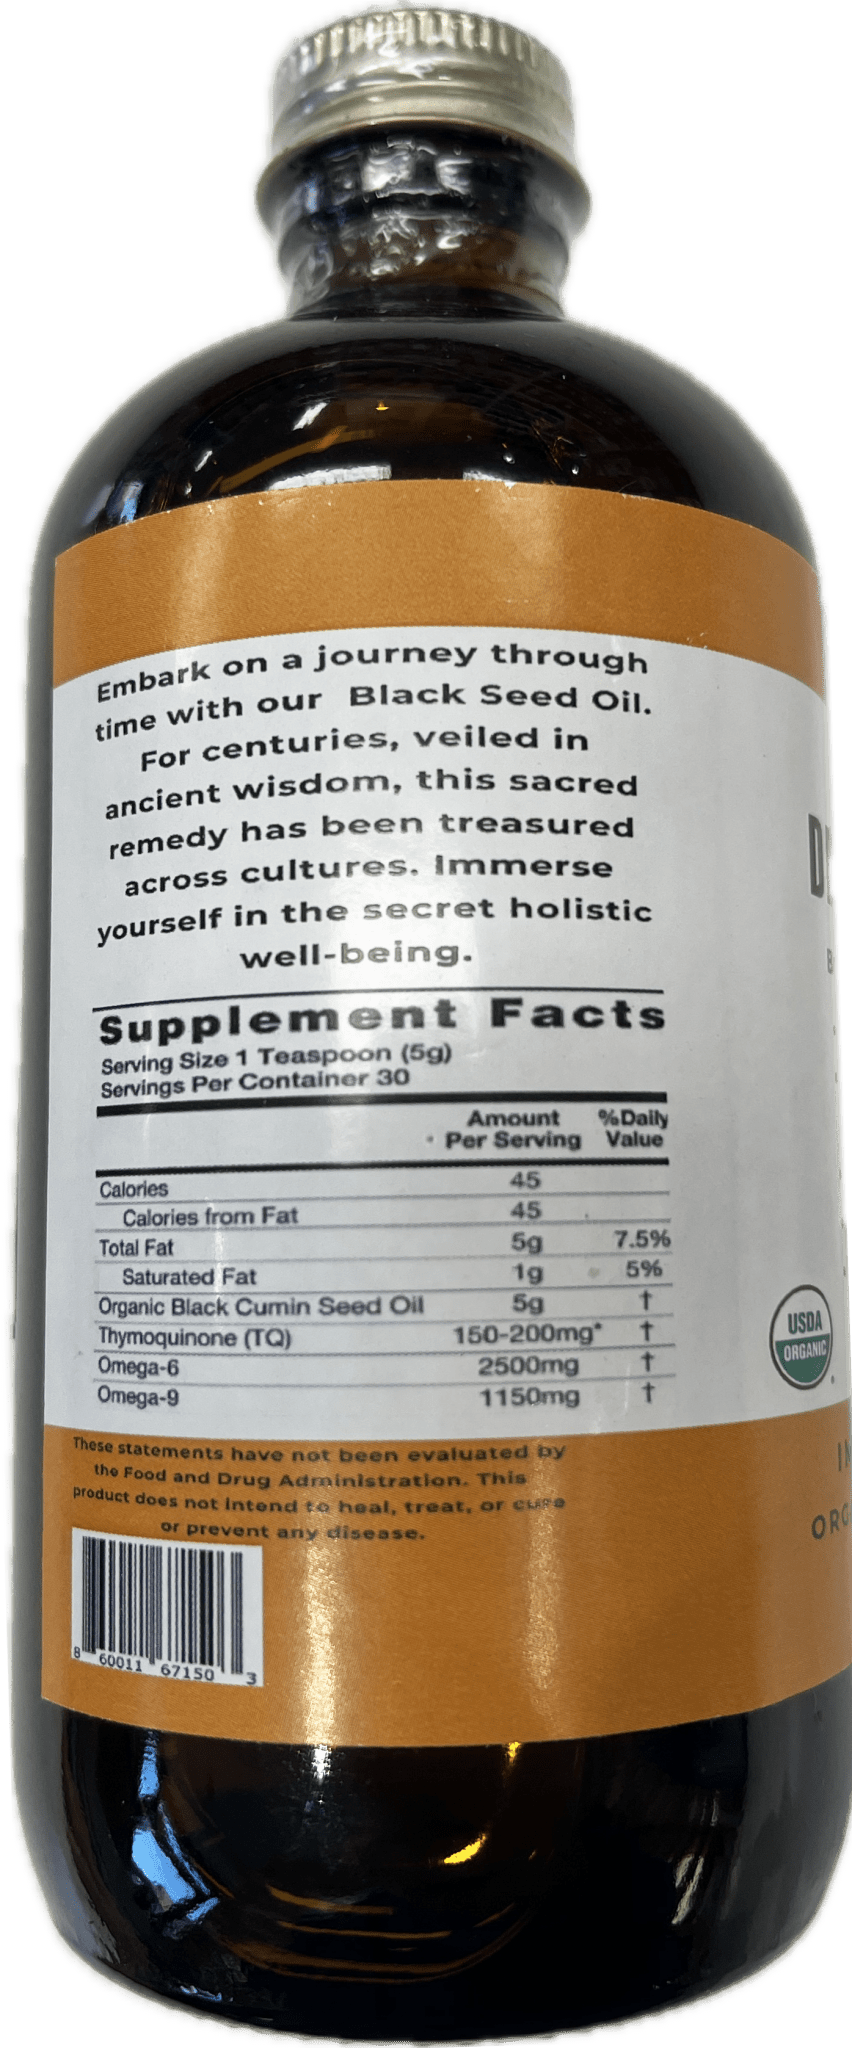 Embark on a journey through
time with our Black Seed Oil.
For centuries, veiled in
ancient wisdom, this sacred
remedy has been treasured
across cultures. Immerse
yourself in the secret holistic
well-being.
Supplement Facts
Serving Size 1 Teaspoon (5g)
Servings Per Container 30
Amount Per Serving %Daily Value
Calories 45
Calories from Fat 45
Total Fat 5g 7.5%
Saturated Fat 1g 5%
Organic Black Cumin Seed Oil 5g †
Thymoquinone (TQ) 150-200mg* †
Omega-6 2500mg †
Omega-9 1150mg †
These statements have not been evaluated by
the Food and Drug Administration. This
product does not intend to heal, treat, or cure
or prevent any disease.
8 60011 67150 3
USDA
ORGANIC